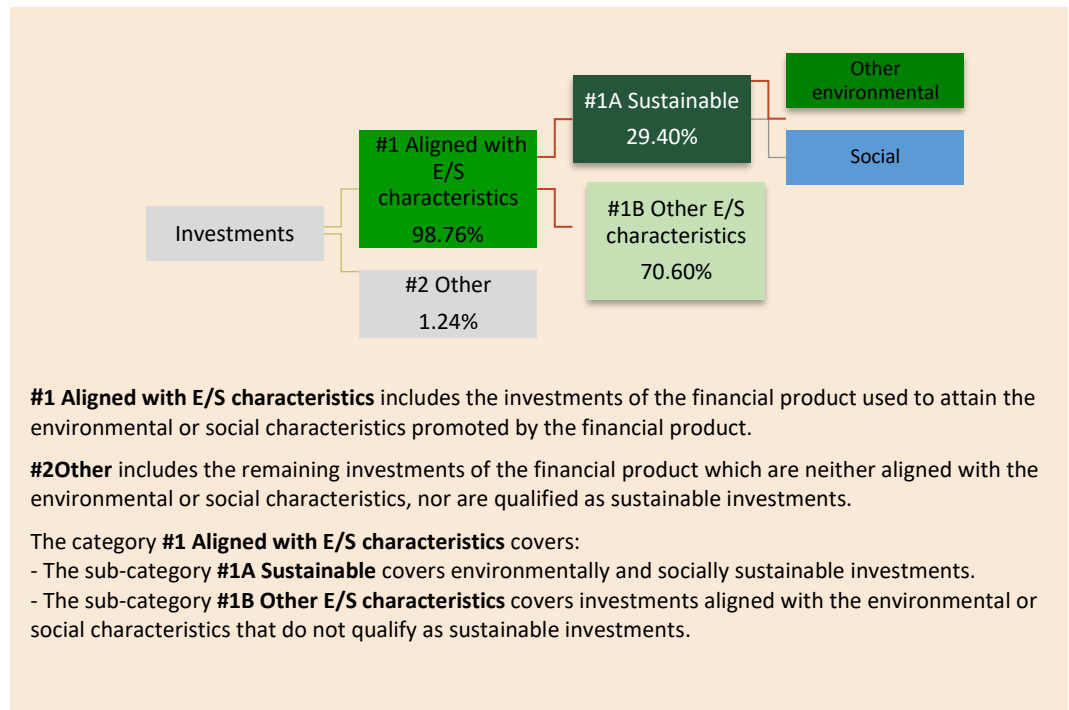 Investments
#1 Aligned with
E/S
characteristics
98.76%
#2 Other
1.24%
#1A Sustainable
29.40%
#1B Other E/S
characteristics
70.60%
Other
environmental
Social
#1 Aligned with E/S characteristics includes the investments of the financial product used to attain the
environmental or social characteristics promoted by the financial product.
#2Other includes the remaining investments of the financial product which are neither aligned with the
environmental or social characteristics, nor are qualified as sustainable investments.
The category #1 Aligned with E/S characteristics covers:
- The sub-category #1A Sustainable covers environmentally and socially sustainable investments.
- The sub-category #1B Other E/S characteristics covers investments aligned with the environmental or
social characteristics that do not qualify as sustainable investments.